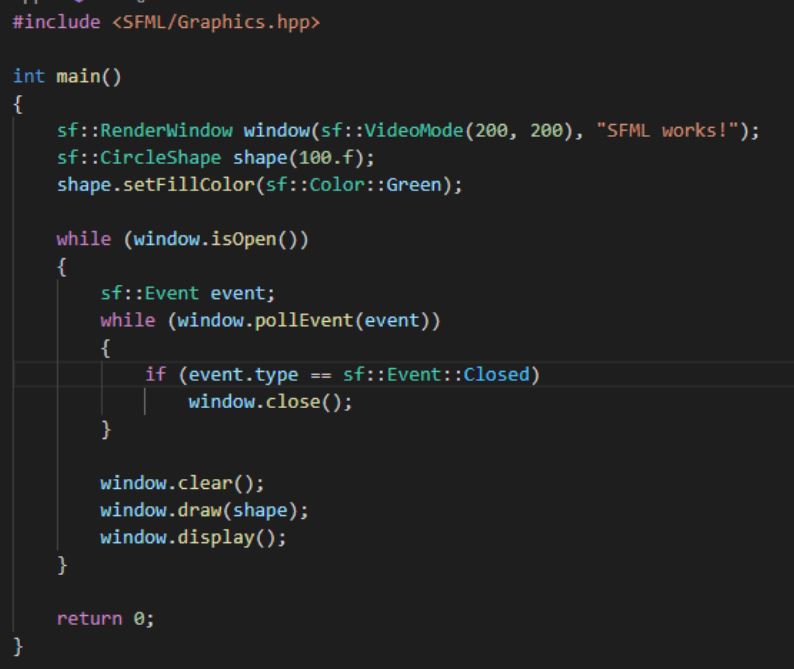 #include <SFML/Graphics.hpp>
int main()
{
    sf::RenderWindow window(sf::VideoMode(200, 200), "SFML works!");
    sf::CircleShape shape(100.f);
    shape.setFillColor(sf::Color::Green);
    while (window.isOpen())
    {
        sf::Event event;
        while (window.pollEvent(event))
        {
            if (event.type == sf::Event::Closed)
                window.close();
        }
        window.clear();
        window.draw(shape);
        window.display();
    }
    return 0;
}